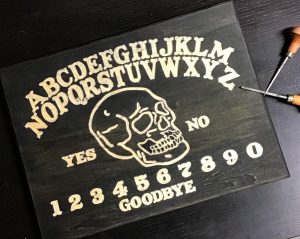 ABCDEFGHIJKLM
NOPQRSTUVWXYZ
YES NO
1234567890
GOODBYE